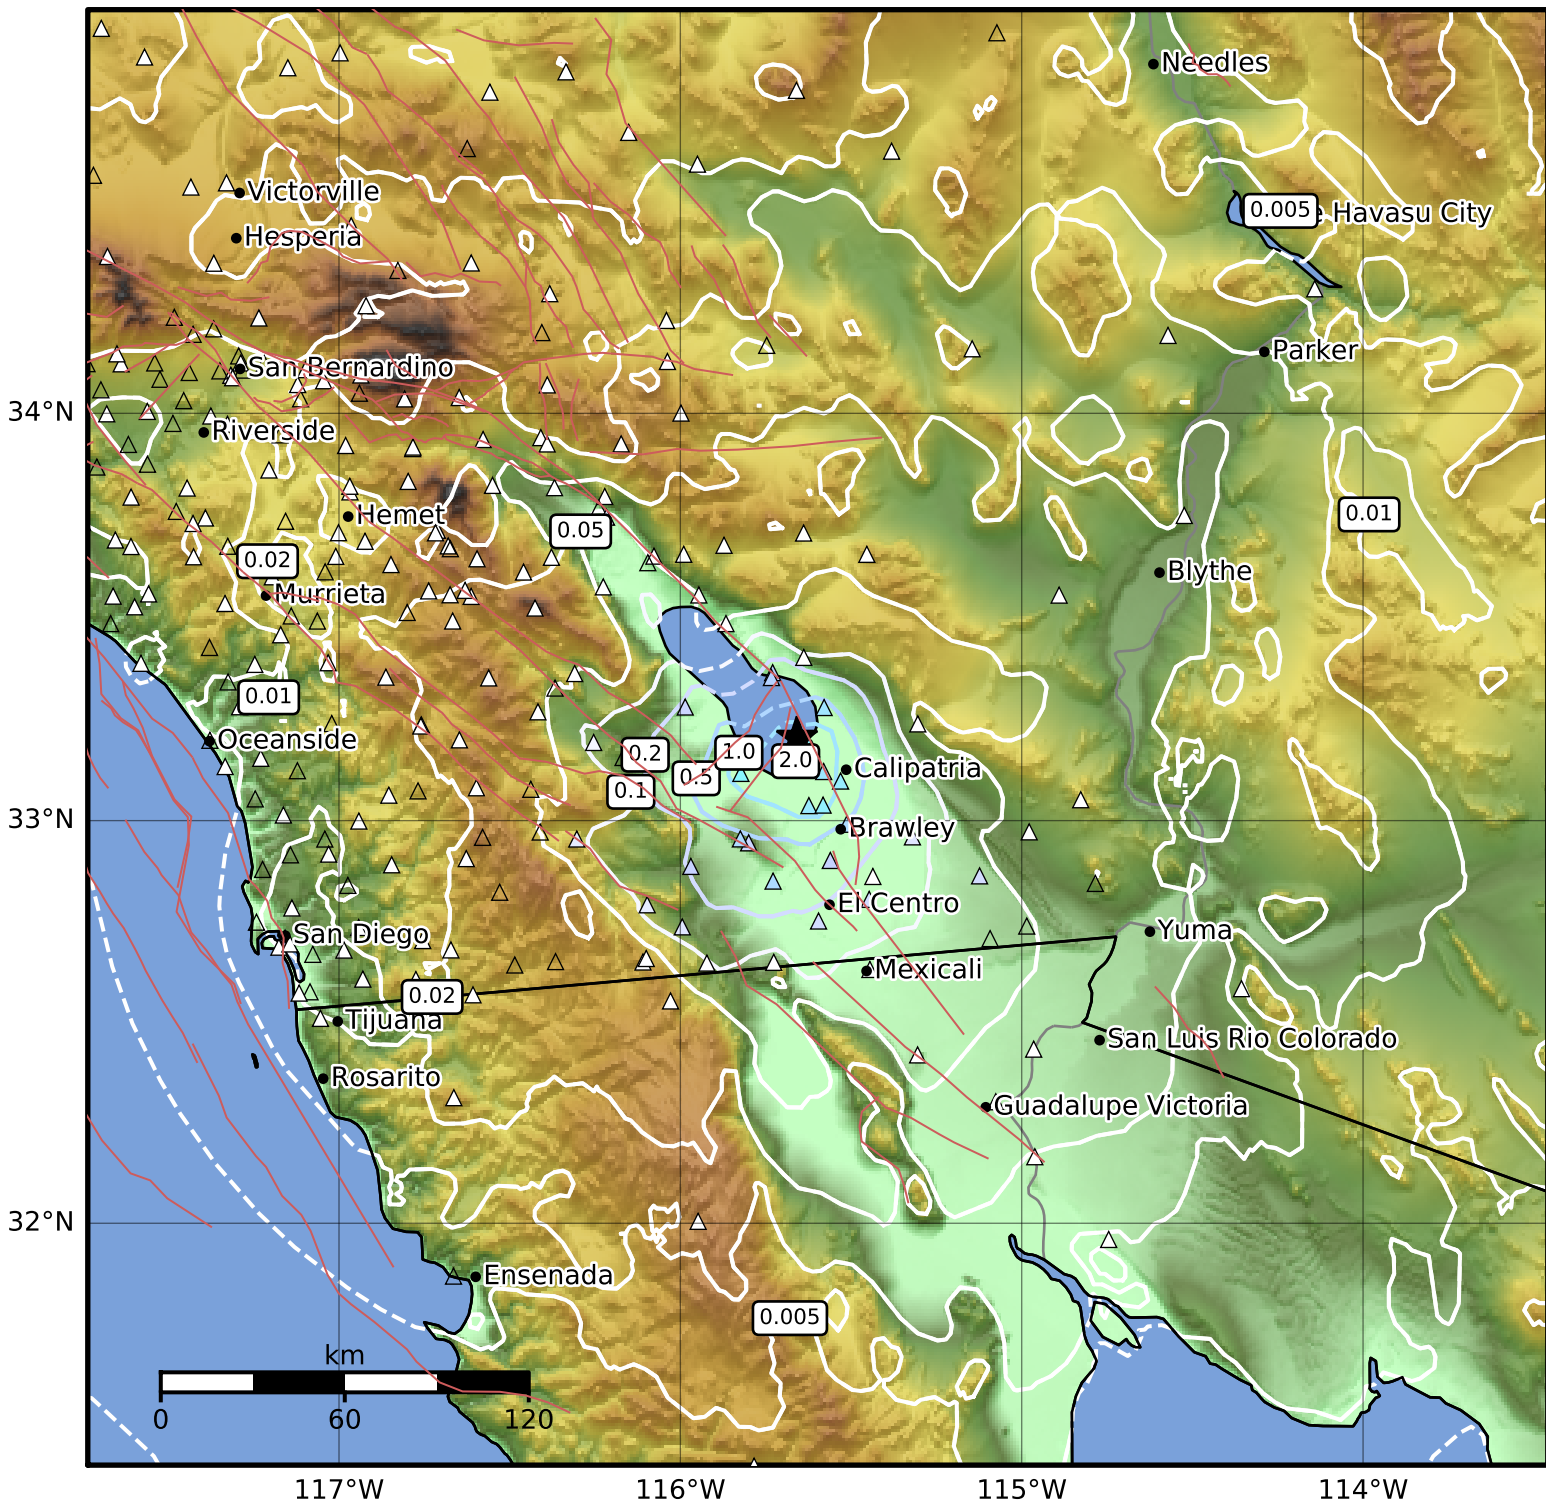 Needles
Victorville
0.005
e Havasu City
Hesperia
Parker
San Bernardino
34°N
Riverside
0.01
Hemet
0.05
0.02
Blythe
Murrieta
0.01
Oceanside
0.2
1.0
2.0
0.5
Calipatria
0.1
33°N
Brawley
El Centro
San Diego
Yuma
Mexicali
0.02
Tijuana
San Luis Rio Colorado
Rosarito
Guadalupe Victoria
32°N
Ensenada
0.005
km
0 60 120
117°W 116°W 115°W 114°W